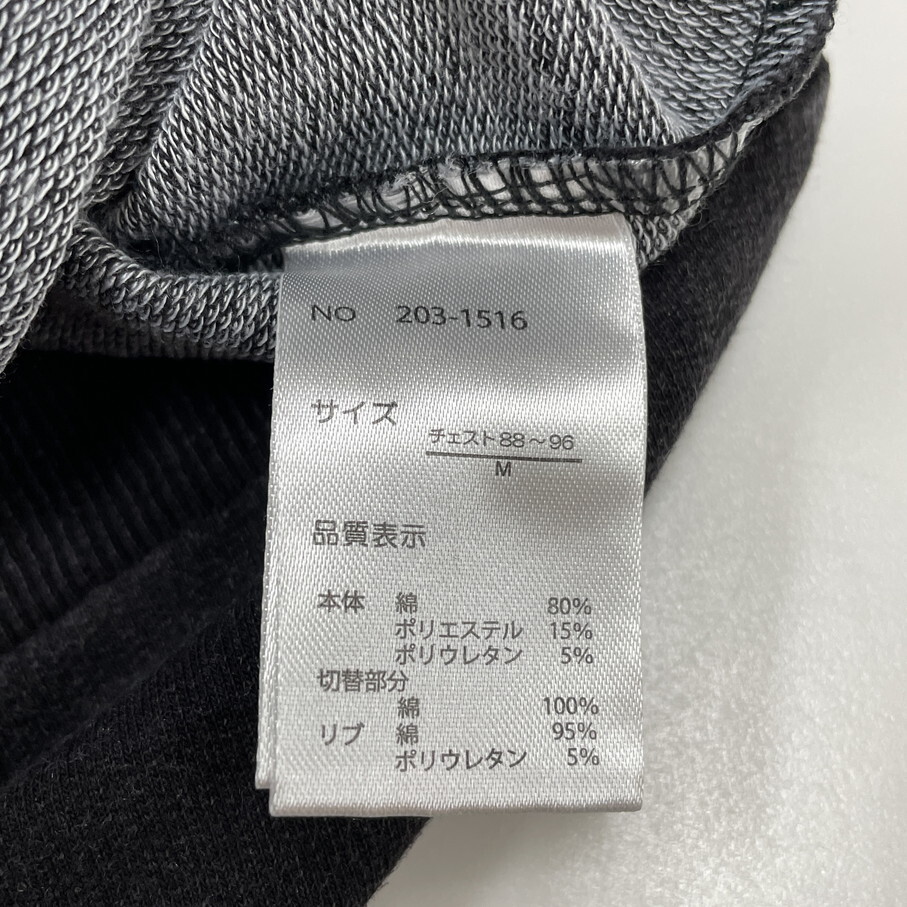 NO 203-1516
サイズ
チェスト88～96
M
品質表示
本体 綿 80%
ポリエステル 15%
ポリウレタン 5%
切替部分
綿 100%
リブ 綿 95%
ポリウレタン 5%